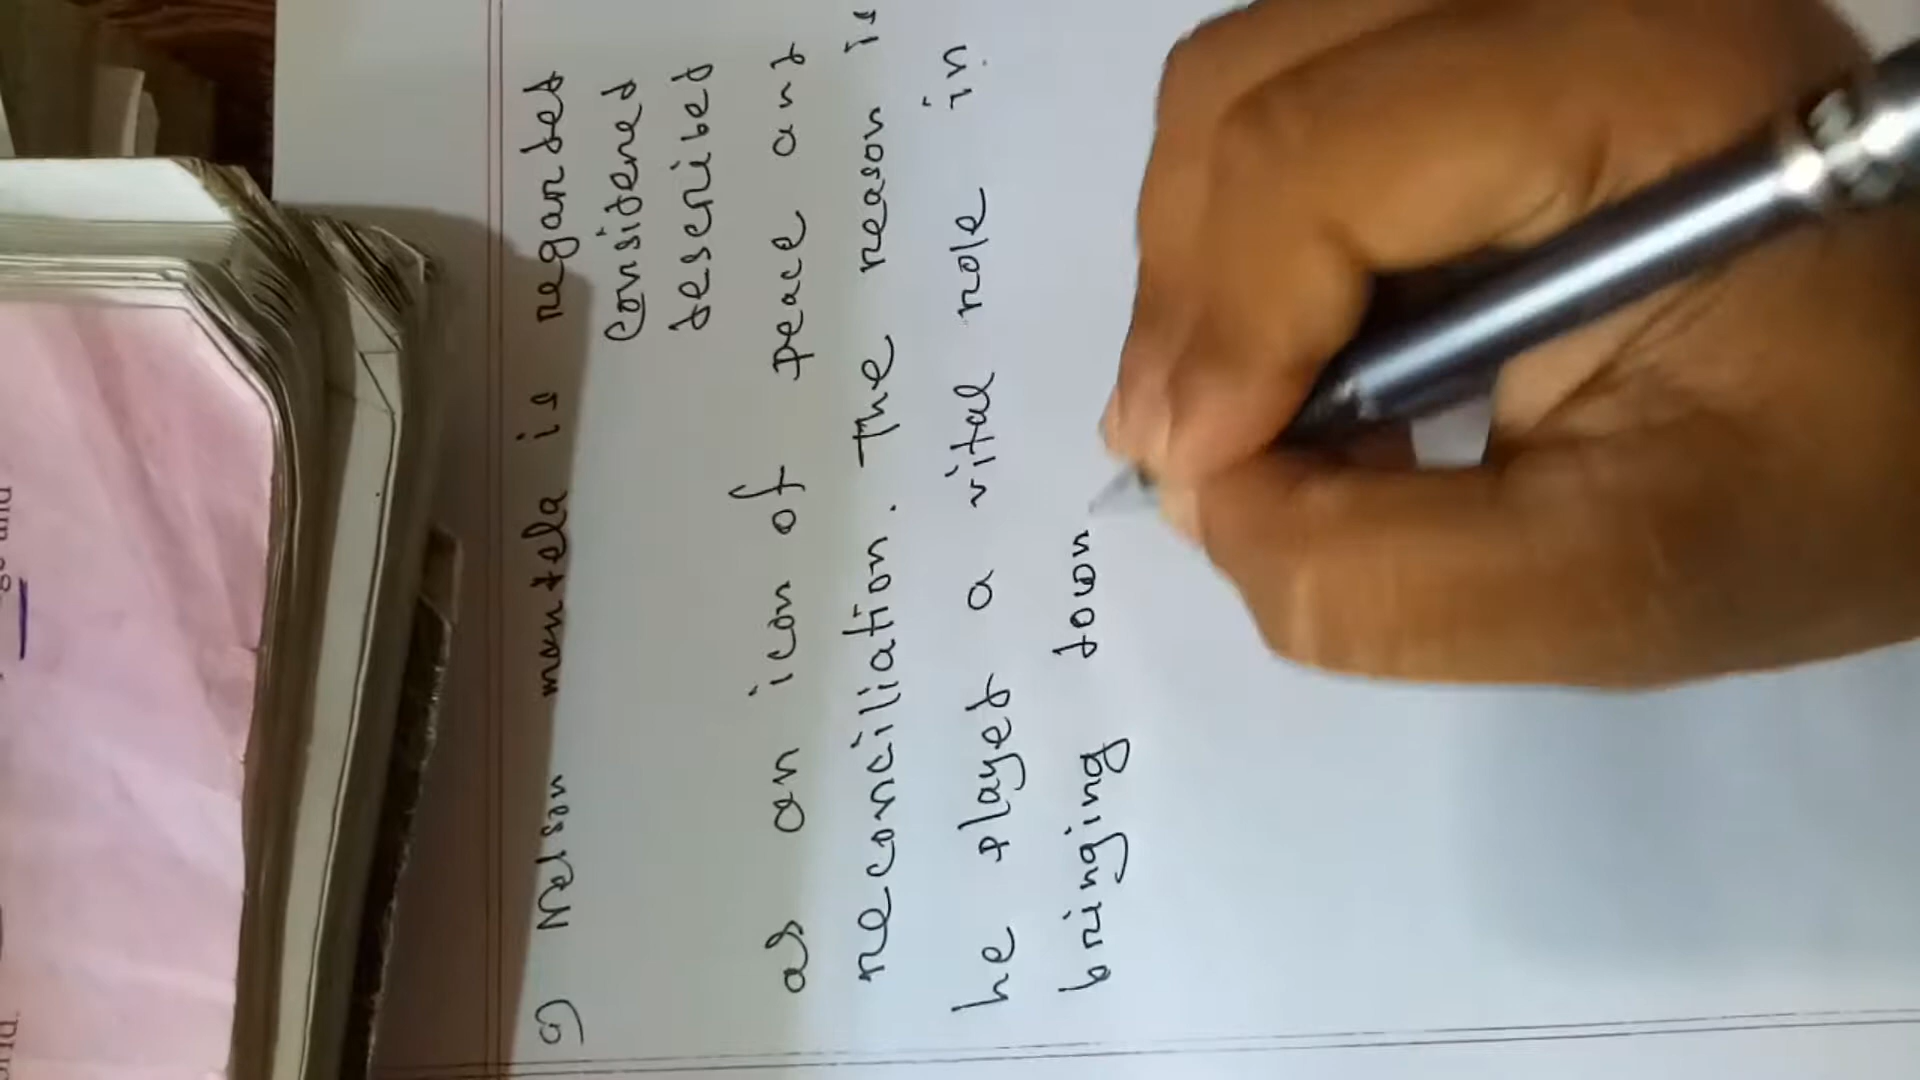 9) Nelson mandela is regarded
considered
described
as an icon of peace and
reconciliation. The reason is
he played a vital role in
bringing down